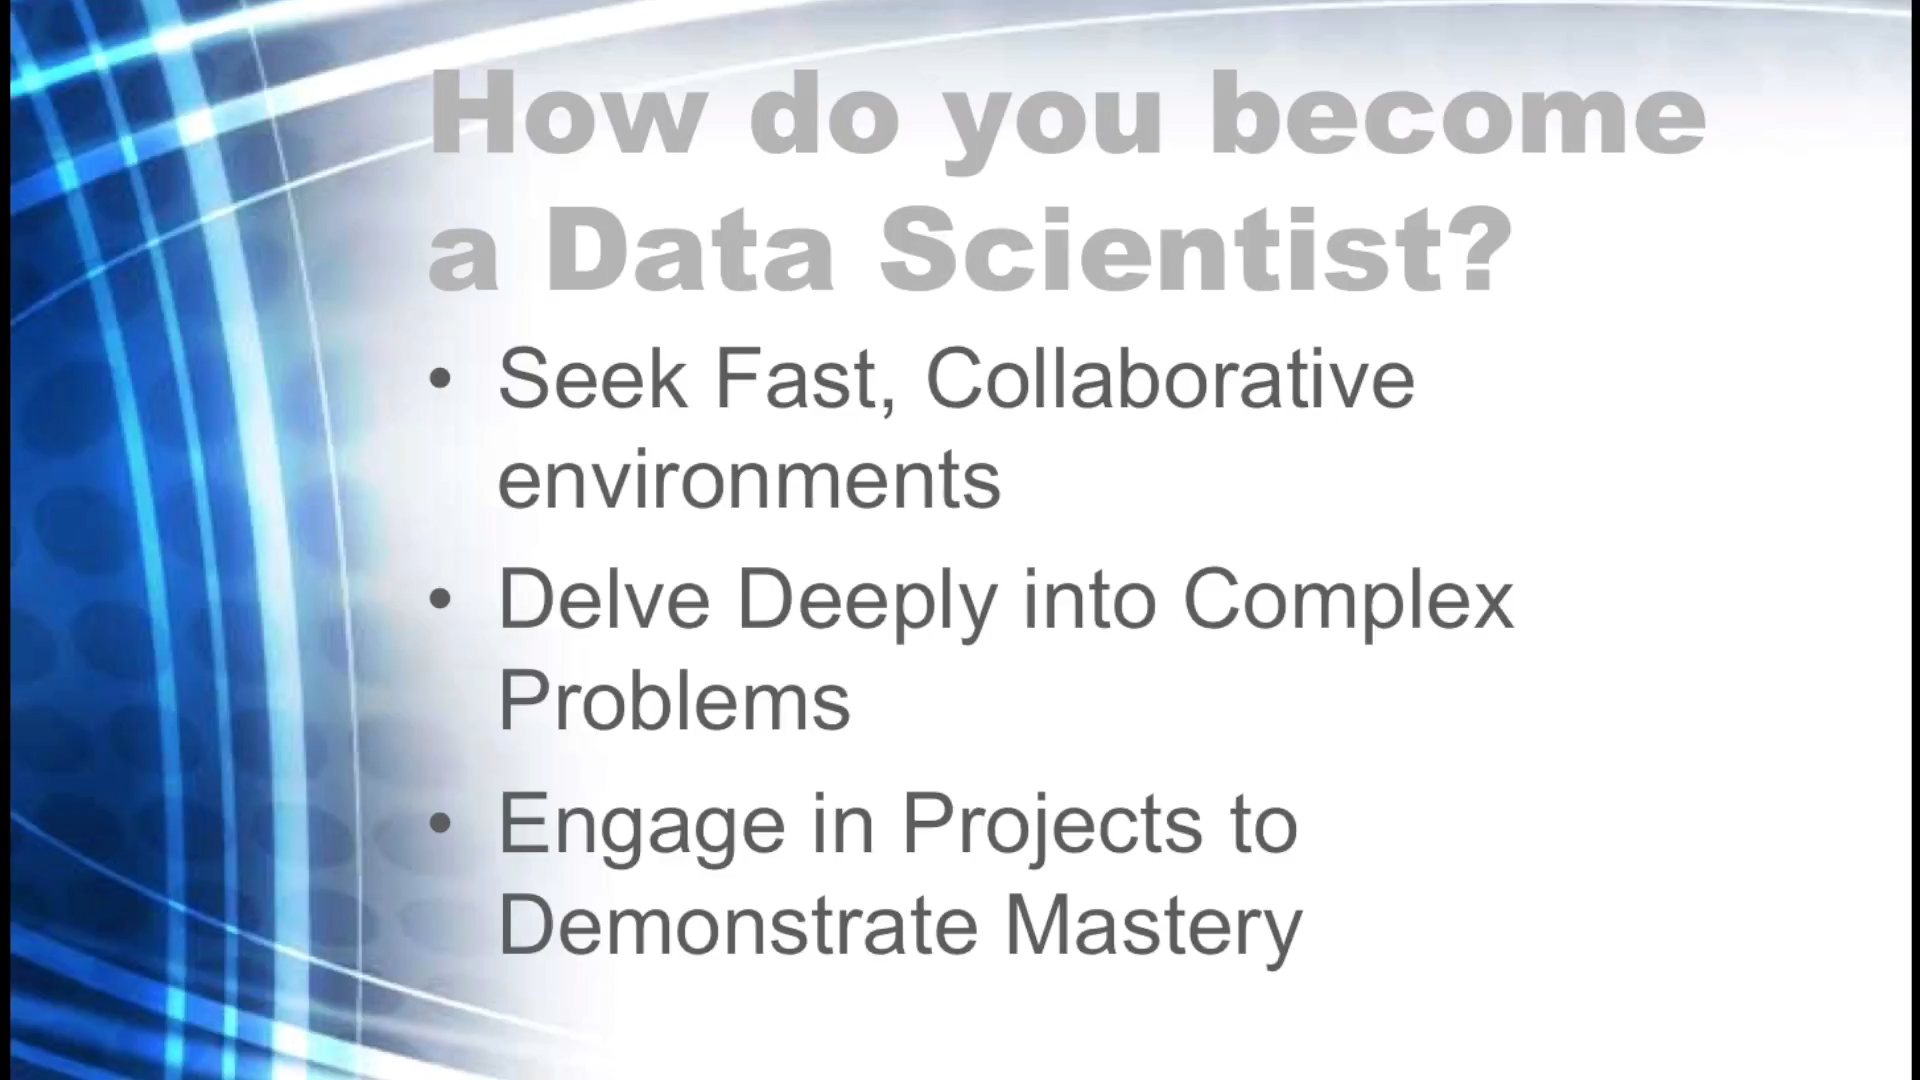 How do you become
a Data Scientist?
• Seek Fast, Collaborative
environments
• Delve Deeply into Complex
Problems
• Engage in Projects to
Demonstrate Mastery